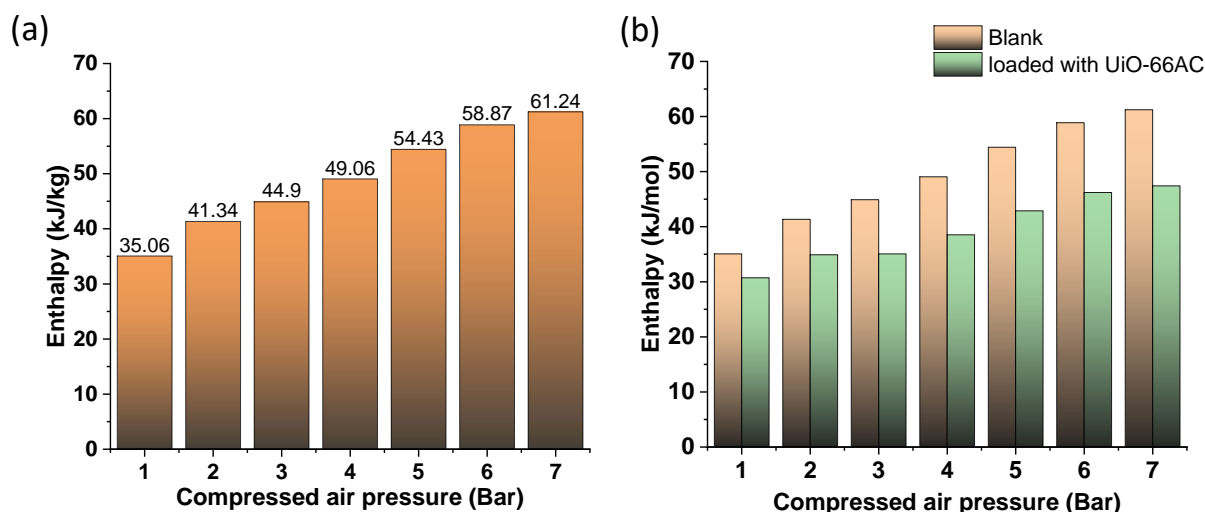 (a)
Enthalpy (kJ/kg)
70
60
50
40
30
20
10
0
35.06
41.34
44.9
49.06
54.43
58.87
61.24
1 2 3 4 5 6 7
Compressed air pressure (Bar)
(b)
Blank
loaded with UiO-66AC
Enthalpy (kJ/mol)
70
60
50
40
30
20
10
0
1 2 3 4 5 6 7
Compressed air pressure (Bar)